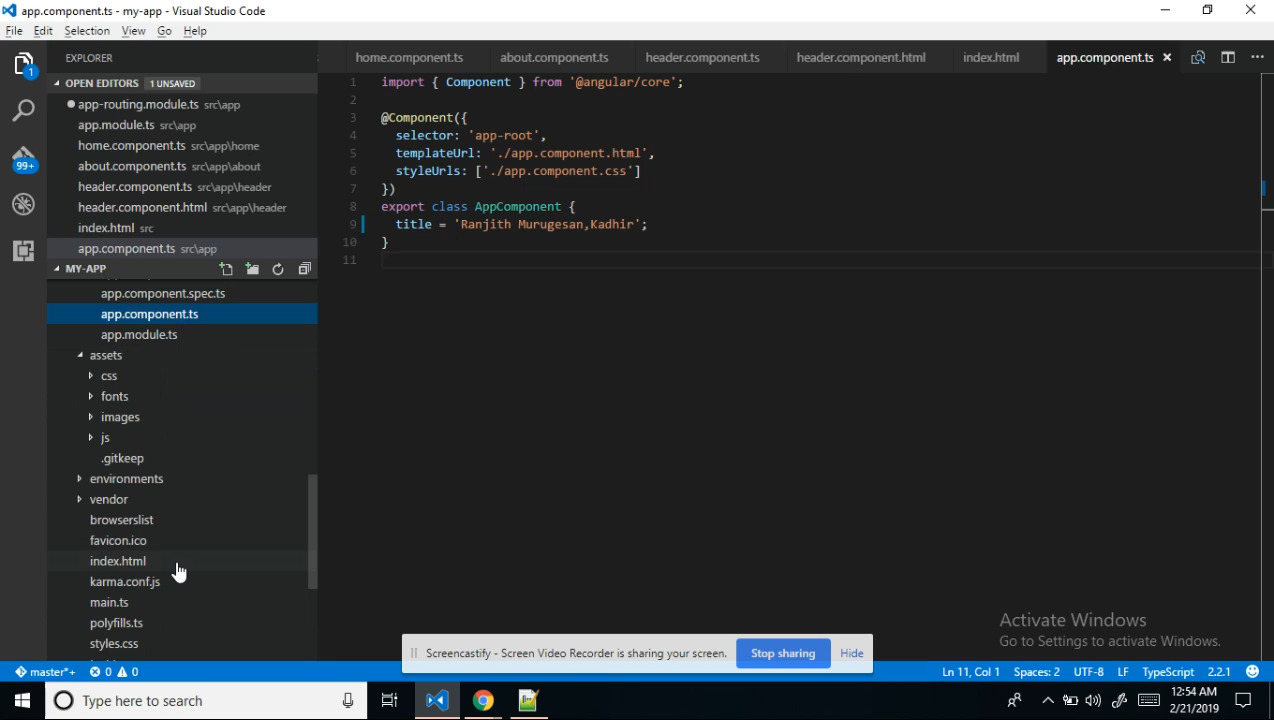 app.component.ts - my-app - Visual Studio Code
File Edit Selection View Go Help
1
99+
EXPLORER
OPEN EDITORS 1 UNSAVED
app-routing.module.ts src\app
app.module.ts src\app
home.component.ts src\app\home
about.component.ts src\app\about
header.component.ts src\app\header
header.component.html src\app\header
index.html src
app.component.ts src\app
MY-APP
app.component.spec.ts
app.component.ts
app.module.ts
assets
css
fonts
images
js
.gitkeep
environments
vendor
browserslist
favicon.ico
index.html
karma.conf.js
main.ts
polyfills.ts
styles.css
home.component.ts about.component.ts header.component.ts header.component.html index.html app.component.ts
1 import { Component } from '@angular/core';
2
3 @Component({
4 selector: 'app-root',
5 templateUrl: './app.component.html',
6 styleUrls: ['./app.component.css']
7 })
8 export class AppComponent {
9 title = 'Ranjith Murugesan,Kadhir';
10 }
11
Activate Windows
Go to Settings to activate Windows.
Screencastify - Screen Video Recorder is sharing your screen. Stop sharing Hide
master*+ 0 0 Ln 11, Col 1 Spaces: 2 UTF-8 LF TypeScript 2.2.1
Type here to search
12:54 AM
2/21/2019